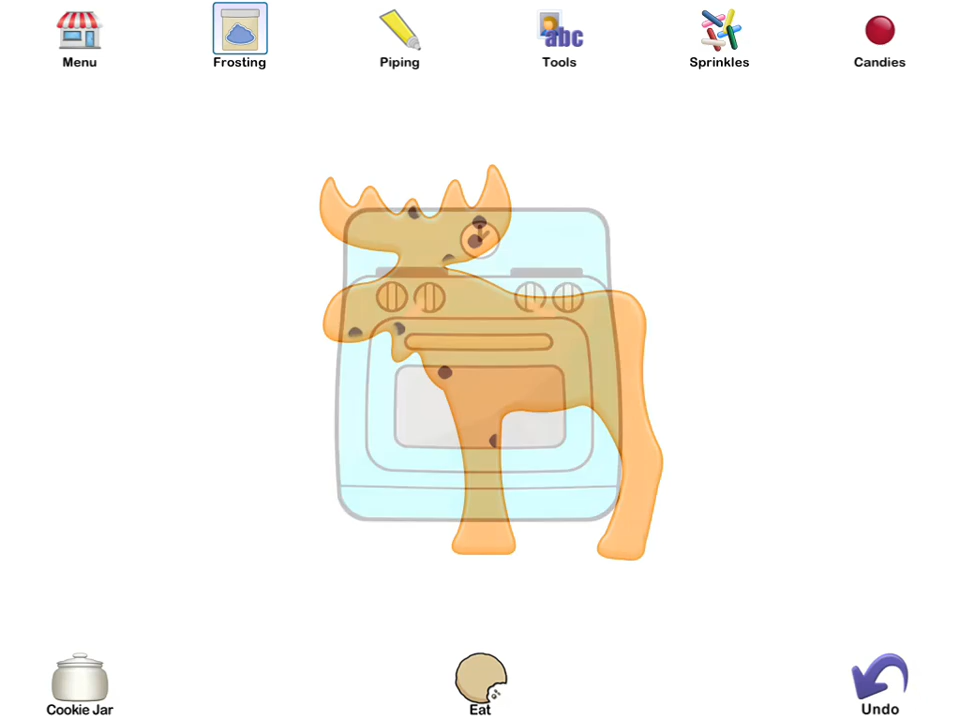 Menu
Frosting
Piping
abc
Tools
Sprinkles
Candies
Cookie Jar
Eat
Undo